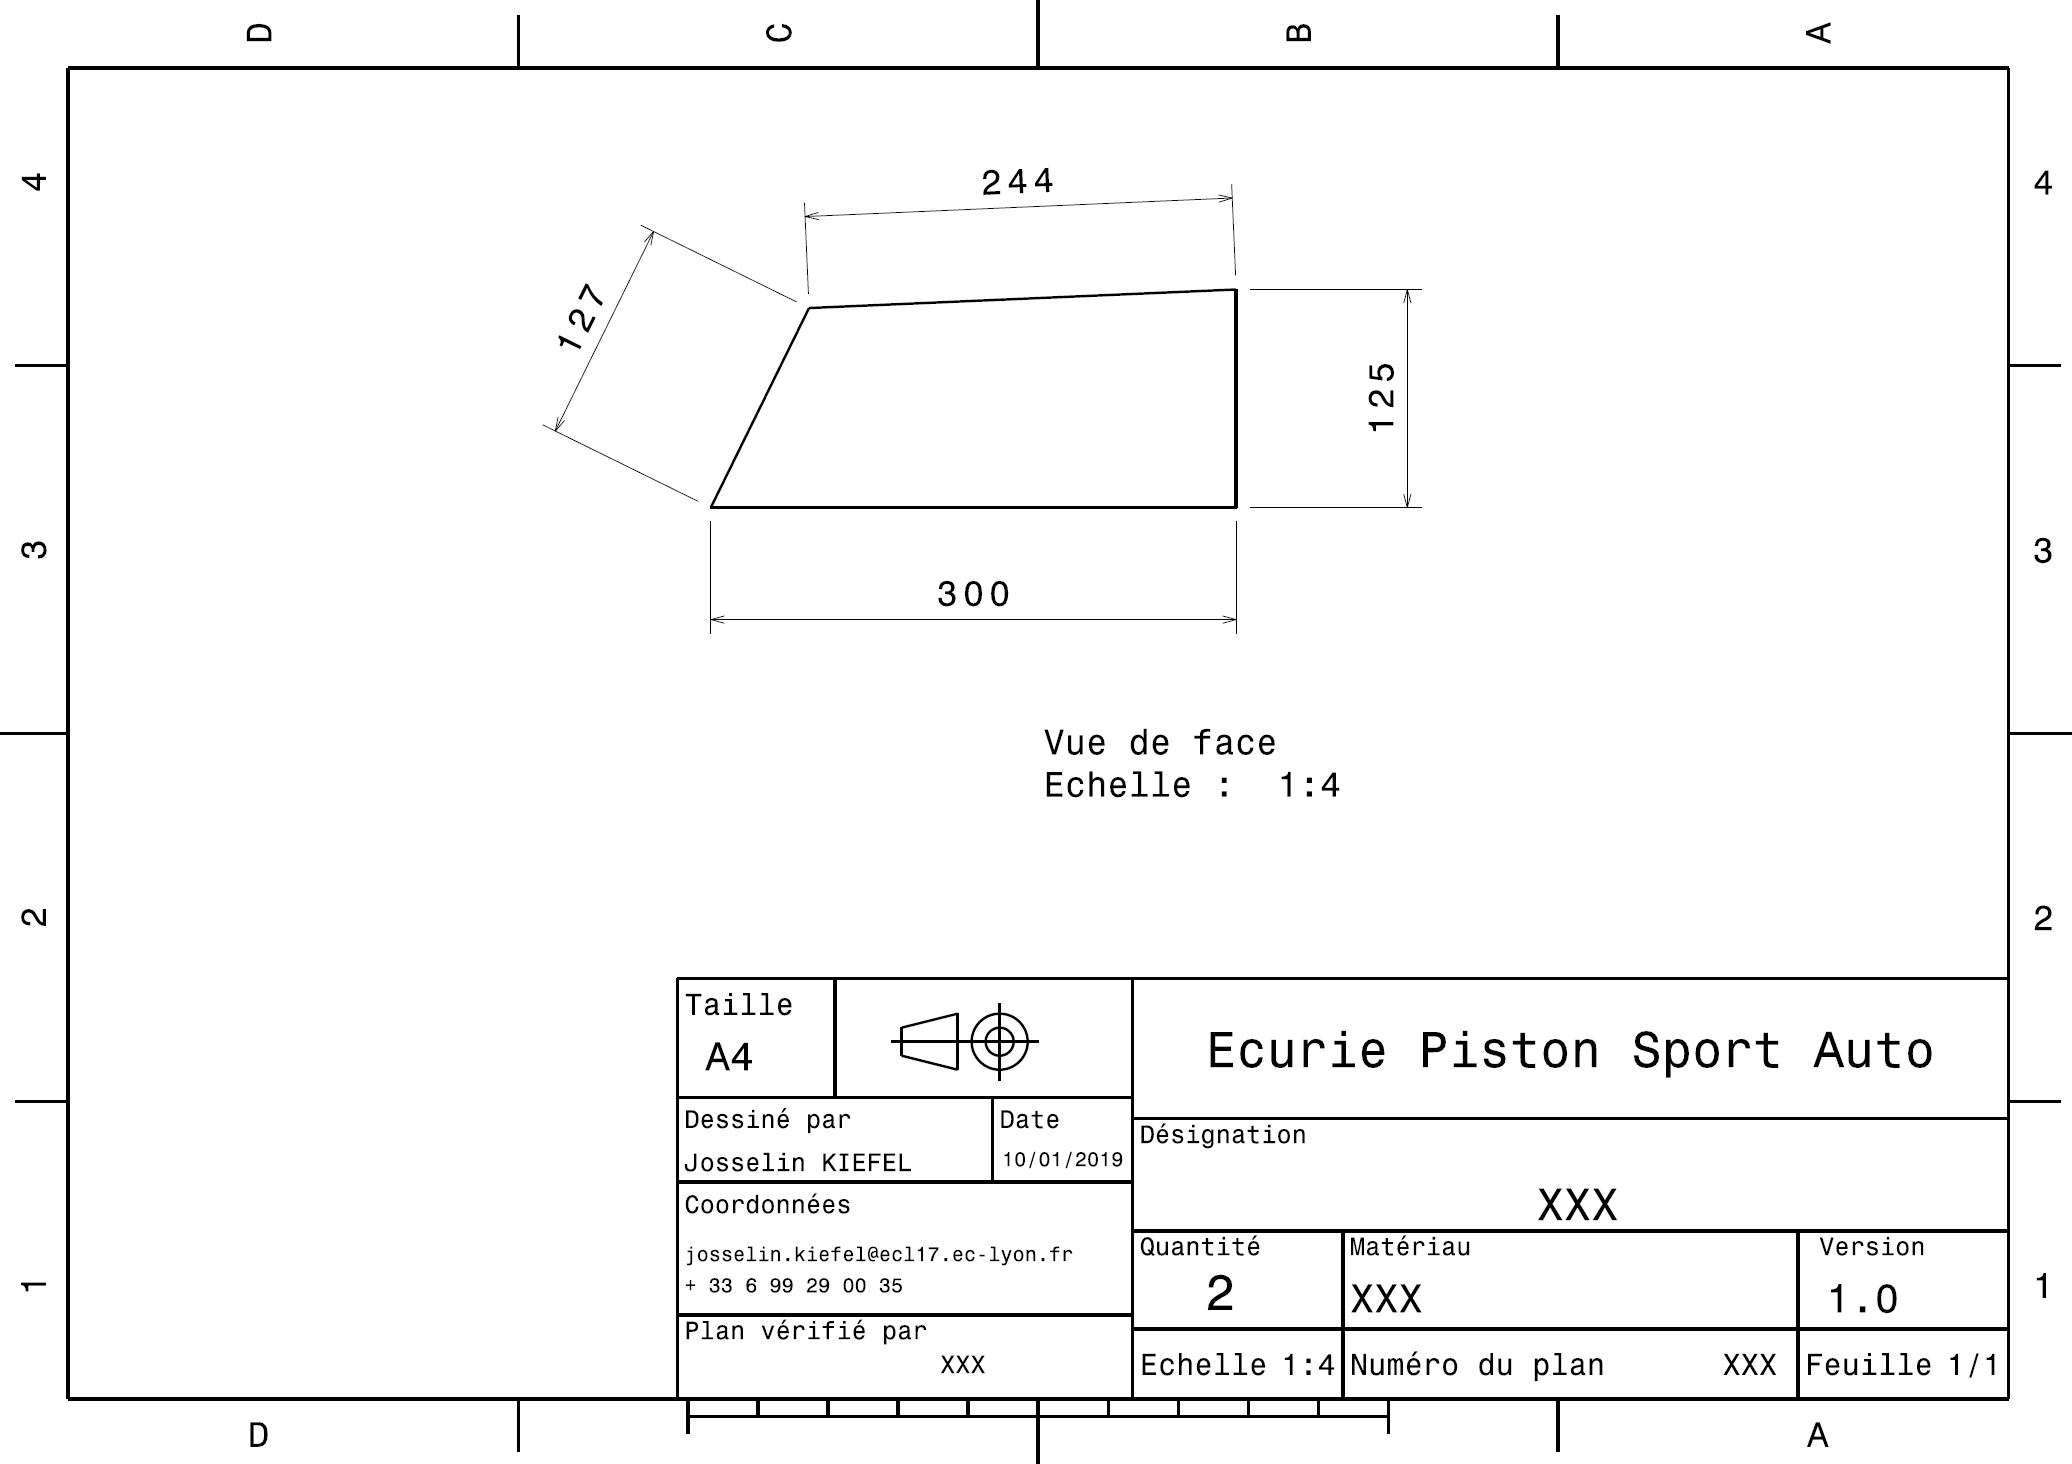 D C B A
4 4
244
127
125
3 3
300
Vue de face
Echelle : 1:4
2 2
Taille
A4
Ecurie Piston Sport Auto
Dessiné par
Josselin KIEFEL
Date
10/01/2019
Désignation
XXX
Coordonnées
josselin.kiefel@ecl17.ec-lyon.fr
+ 33 6 99 29 00 35
Quantité
2
Matériau
XXX
Version
1.0
1 1
Plan vérifié par
XXX
Echelle 1:4
Numéro du plan XXX
Feuille 1/1
D A